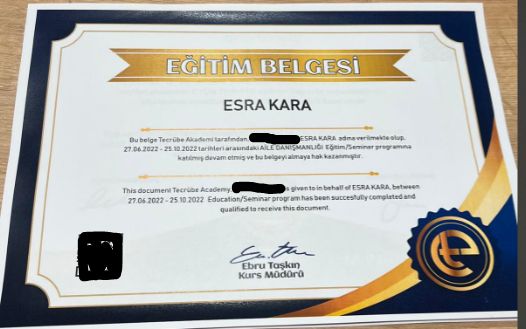 EĞİTİM BELGESİ
ESRA KARA
Bu belge Tecrübe Akademi tarafından ESRA KARA adına verilmekte olup,
27.06.2022 - 25.10.2022 tarihleri arasındaki AİLE DANIŞMANLIĞI Eğitim/Seminer programına
katılmış devam etmiş ve bu belgeyi almaya hak kazanmıştır.
This document Tecrübe Academy is given to in behalf of ESRA KARA, between
27.06.2022 - 25.10.2022 Education/Seminar program has been succesfully completed and
qualified to receive this document.
Ebru Taşkın
Kurs Müdürü